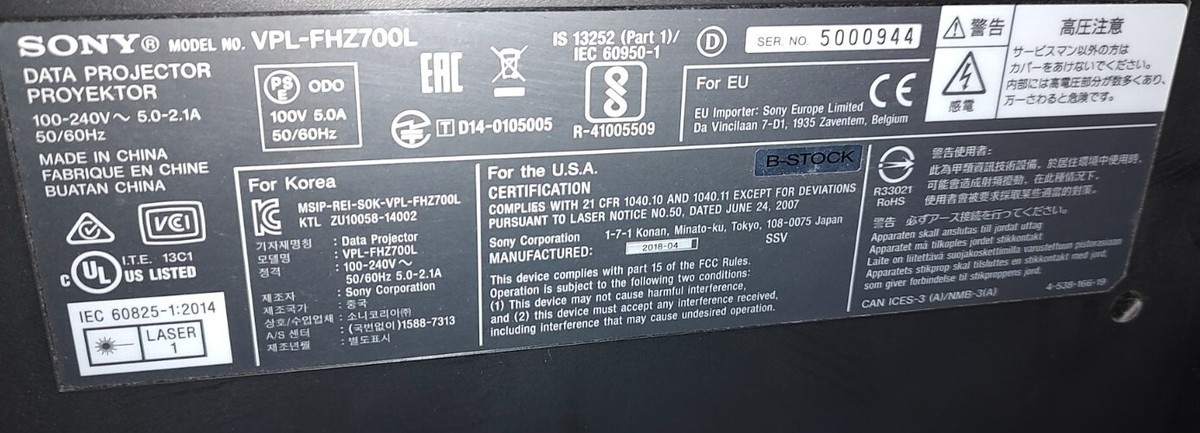 SONY® MODEL NO. VPL-FHZ700L
DATA PROJECTOR
PROYEKTOR
100-240V~ 5.0-2.1A
50/60Hz
MADE IN CHINA
FABRIQUE EN CHINE
BUATAN CHINA
VCI
C UL US LISTED
I.T.E. 13C1
IEC 60825-1:2014
LASER
1
PS
E
ODO
100V 5.0A
50/60Hz
EAC
T D14-0105005
IS 13252 (Part 1)/
IEC 60950-1
R-41005509
D
SER. NO. 5000944
For EU
CE
EU Importer: Sony Europe Limited
Da Vincilaan 7-D1, 1935 Zaventem, Belgium
警告
感電
高圧注意
サービスマン以外の方は
カバーをあけないでください。
内部には高電圧部分が数多くあり、
万一さわると危険です。
For Korea
MSIP-REI-SOK-VPL-FHZ700L
KTL ZU10058-14002
기자재명칭 : Data Projector
모델명 : VPL-FHZ700L
정격 : 100-240V~
50/60Hz 5.0-2.1A
제조자 : Sony Corporation
제조국가 : 중국
상호/수입업체 : 소니코리아㈜
A/S 센터 : (국번없이)1588-7313
제조년월 : 별도표시
For the U.S.A.
B-STOCK
CERTIFICATION
COMPLIES WITH 21 CFR 1040.10 AND 1040.11 EXCEPT FOR DEVIATIONS
PURSUANT TO LASER NOTICE NO.50, DATED JUNE 24, 2007
Sony Corporation 1-7-1 Konan, Minato-ku, Tokyo, 108-0075 Japan
MANUFACTURED: 2018-04 SSV
This device complies with part 15 of the FCC Rules.
Operation is subject to the following two conditions:
(1) This device may not cause harmful interference,
and (2) this device must accept any interference received,
including interference that may cause undesired operation.
R33021
RoHS
警告使用者:
此為甲類資訊技術設備，於居住環境中使用時，
可能會造成射頻擾動，在此種情況下，
使用者會被要求採取某些適當的對策。
警告 必ずアース接続を行ってください。
Apparaten skall anslutas till jordat uttag
Apparatet må tilkoples jordet stikkontakt
Laite on liitettävä suojakoskettimilla varustettuun pistorasiaan
Apparatets stikprop skal tilsluttes en stikkontakt med jord,
som giver forbindelse til stikproppens jord.
CAN ICES-3 (A)/NMB-3(A)
4-538-166-19